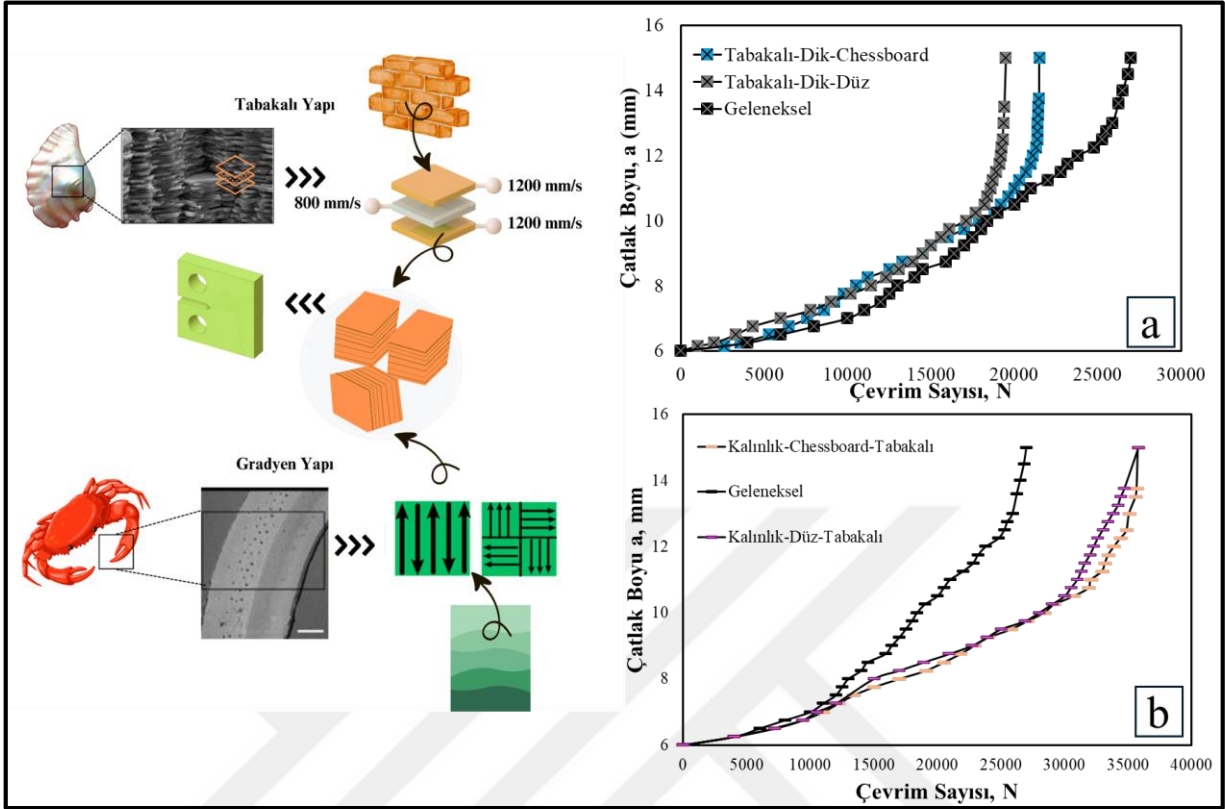 Tabakalı Yapı
1200 mm/s
800 mm/s
1200 mm/s
Gradyen Yapı
16
14
12
10
8
6
Çatlak Boyu, a (mm)
Tabakalı-Dik-Chessboard
Tabakalı-Dik-Düz
Geleneksel
a
0 5000 10000 15000 20000 25000 30000
Çevrim Sayısı, N
16
14
12
10
8
6
Çatlak Boyu a, mm
Kalınlık-Chessboard-Tabakalı
Geleneksel
Kalınlık-Düz-Tabakalı
b
0 5000 10000 15000 20000 25000 30000 35000 40000
Çevrim Sayısı, N